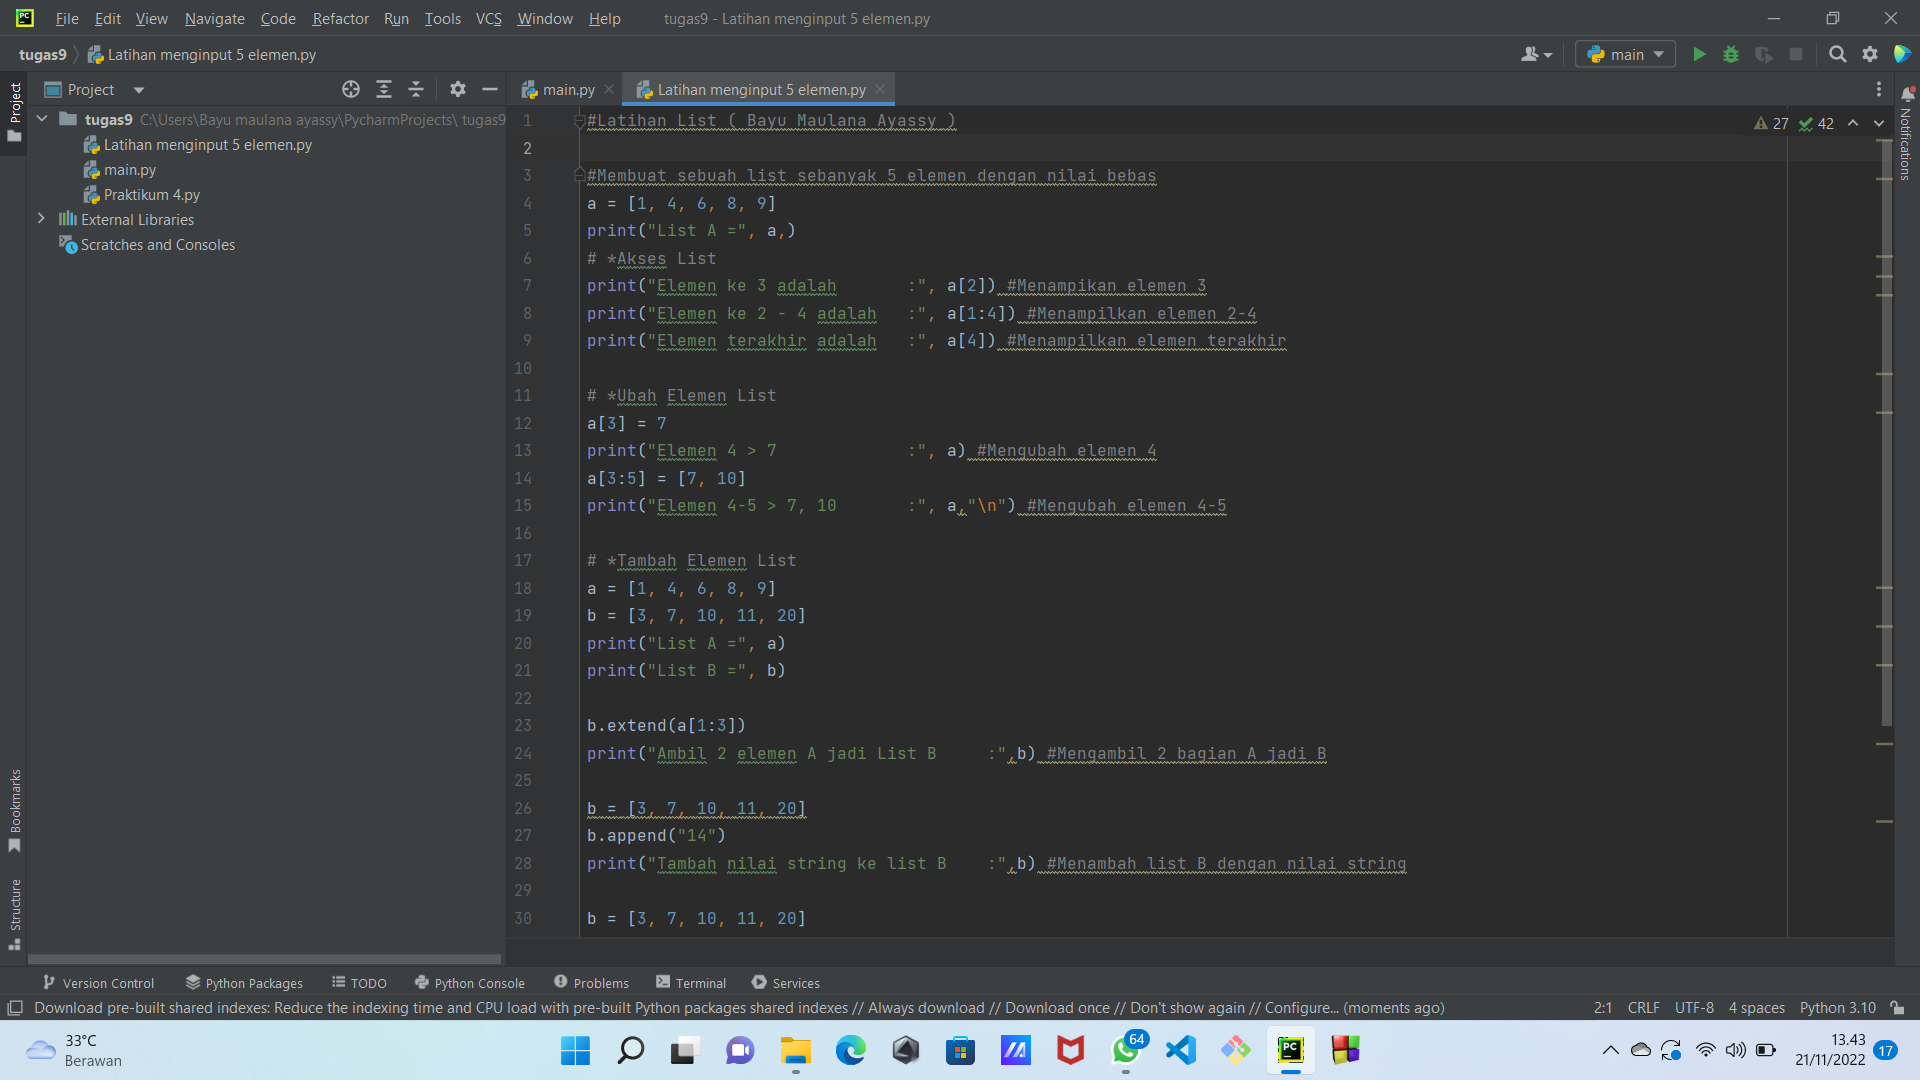 File Edit View Navigate Code Refactor Run Tools VCS Window Help tugas9 - Latihan menginput 5 elemen.py
tugas9 Latihan menginput 5 elemen.py main
Project
Project
main.py Latihan menginput 5 elemen.py
tugas9 C:\Users\Bayu maulana ayassy\PycharmProjects\ tugas9
Latihan menginput 5 elemen.py
main.py
Praktikum 4.py
External Libraries
Scratches and Consoles
27 42
Notifications
1 #Latihan List ( Bayu Maulana Ayassy )
2
3 #Membuat sebuah list sebanyak 5 elemen dengan nilai bebas
4 a = [1, 4, 6, 8, 9]
5 print("List A =", a,)
6 # *Akses List
7 print("Elemen ke 3 adalah       :", a[2]) #Menampikan elemen 3
8 print("Elemen ke 2 - 4 adalah   :", a[1:4]) #Menampilkan elemen 2-4
9 print("Elemen terakhir adalah   :", a[4]) #Menampilkan elemen terakhir
10
11 # *Ubah Elemen List
12 a[3] = 7
13 print("Elemen 4 > 7             :", a) #Mengubah elemen 4
14 a[3:5] = [7, 10]
15 print("Elemen 4-5 > 7, 10       :", a,"\n") #Mengubah elemen 4-5
16
17 # *Tambah Elemen List
18 a = [1, 4, 6, 8, 9]
19 b = [3, 7, 10, 11, 20]
20 print("List A =", a)
21 print("List B =", b)
22
23 b.extend(a[1:3])
24 print("Ambil 2 elemen A jadi List B     :",b) #Mengambil 2 bagian A jadi B
25
26 b = [3, 7, 10, 11, 20]
27 b.append("14")
28 print("Tambah nilai string ke list B    :",b) #Menambah list B dengan nilai string
29
30 b = [3, 7, 10, 11, 20]
Bookmarks
Structure
Version Control Python Packages TODO Python Console Problems Terminal Services
Download pre-built shared indexes: Reduce the indexing time and CPU load with pre-built Python packages shared indexes // Always download // Download once // Don't show again // Configure... (moments ago) 2:1 CRLF UTF-8 4 spaces Python 3.10
33°C
Berawan
64
PC
13.43
21/11/2022
17